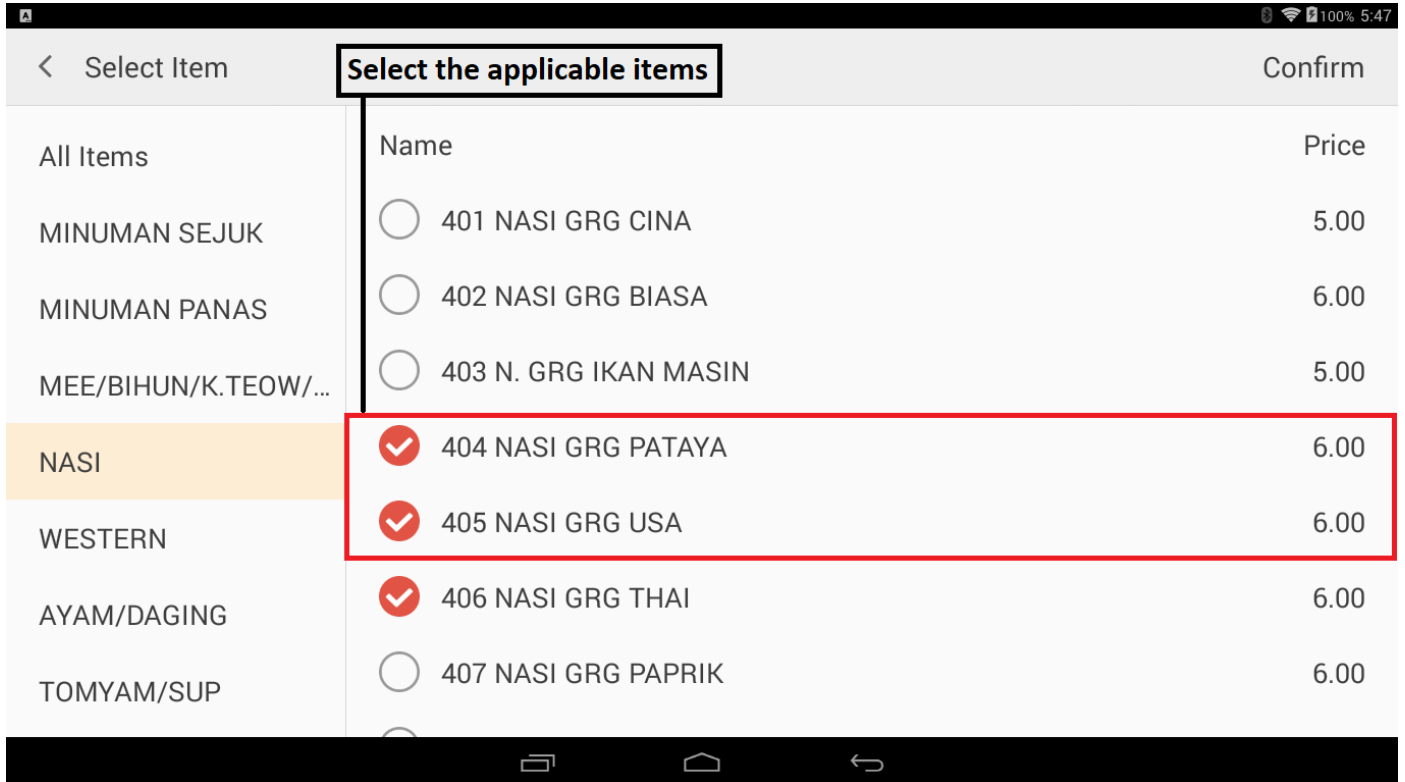 A
100% 5:47
Select Item
Select the applicable items
Confirm
All Items
MINUMAN SEJUK
MINUMAN PANAS
MEE/BIHUN/K.TEOW/...
NASI
WESTERN
AYAM/DAGING
TOMYAM/SUP
Name Price
401 NASI GRG CINA 5.00
402 NASI GRG BIASA 6.00
403 N. GRG IKAN MASIN 5.00
404 NASI GRG PATAYA 6.00
405 NASI GRG USA 6.00
406 NASI GRG THAI 6.00
407 NASI GRG PAPRIK 6.00